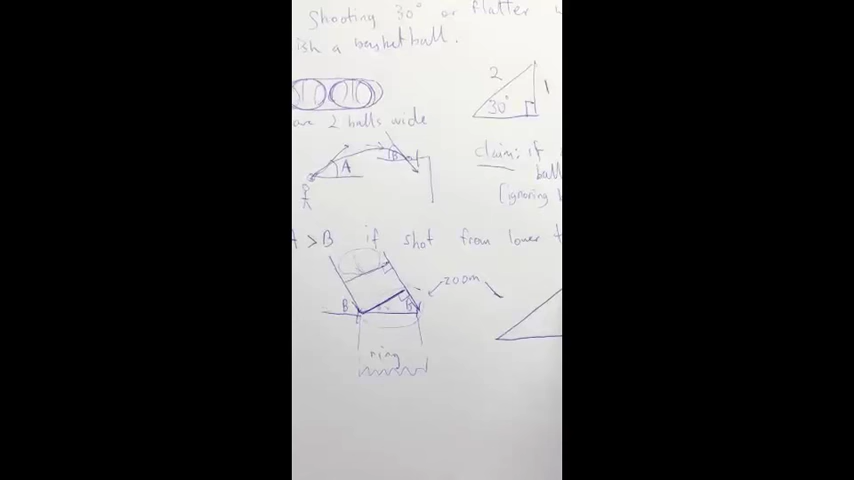 Shooting 30° or flatter
ish a basketball.
2
1
30°
2 balls wide
A
B
claim: if
ball
[ignoring
> B if shot from lower
B
B
zoom
ring